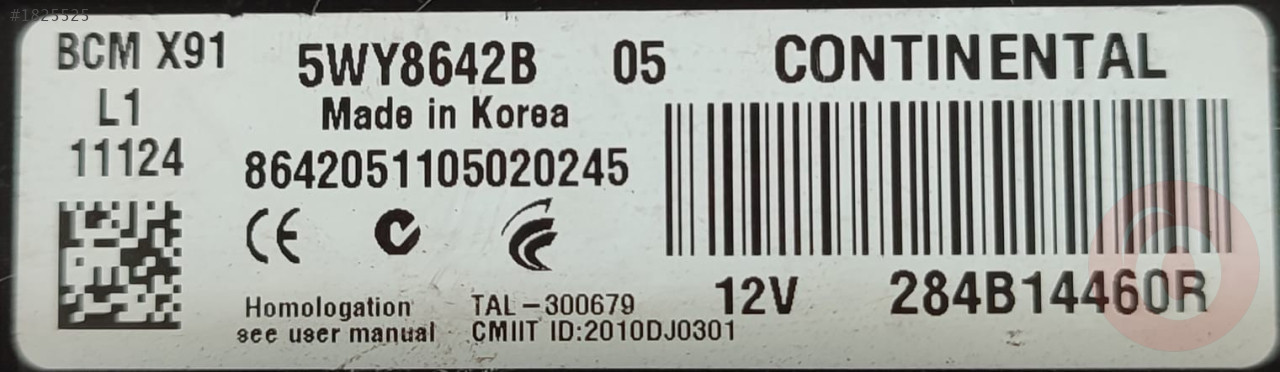 #1825525
BCM X91
5WY8642B 05
CONTINENTAL
L1
Made in Korea
11124
8642051105020245
CE
12V 284B14460R
Homologation
see user manual
TAL-300679
CMIIT ID:2010DJ0301